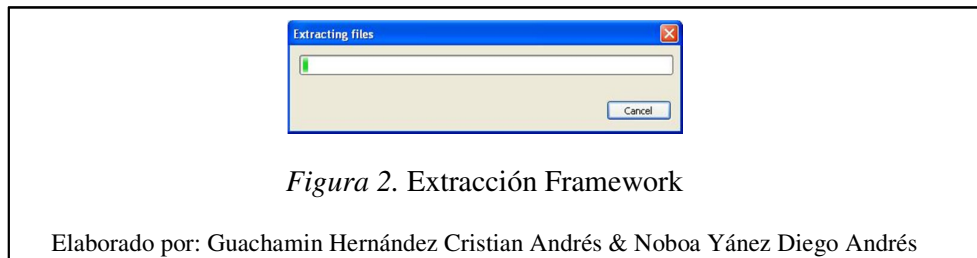 Extracting files
Cancel
Figura 2. Extracción Framework
Elaborado por: Guachamin Hernández Cristian Andrés & Noboa Yánez Diego Andrés